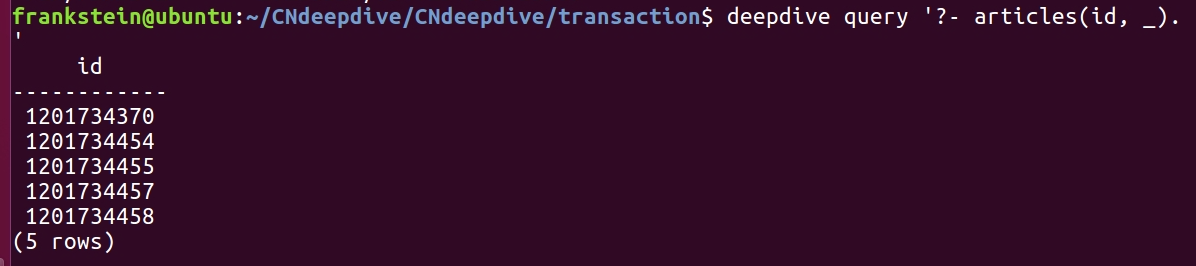 frankstein@ubuntu:~/CNdeepdive/CNdeepdive/transaction$ deepdive query '?- articles(id, _).
'
id
------------
1201734370
1201734454
1201734455
1201734457
1201734458
(5 rows)